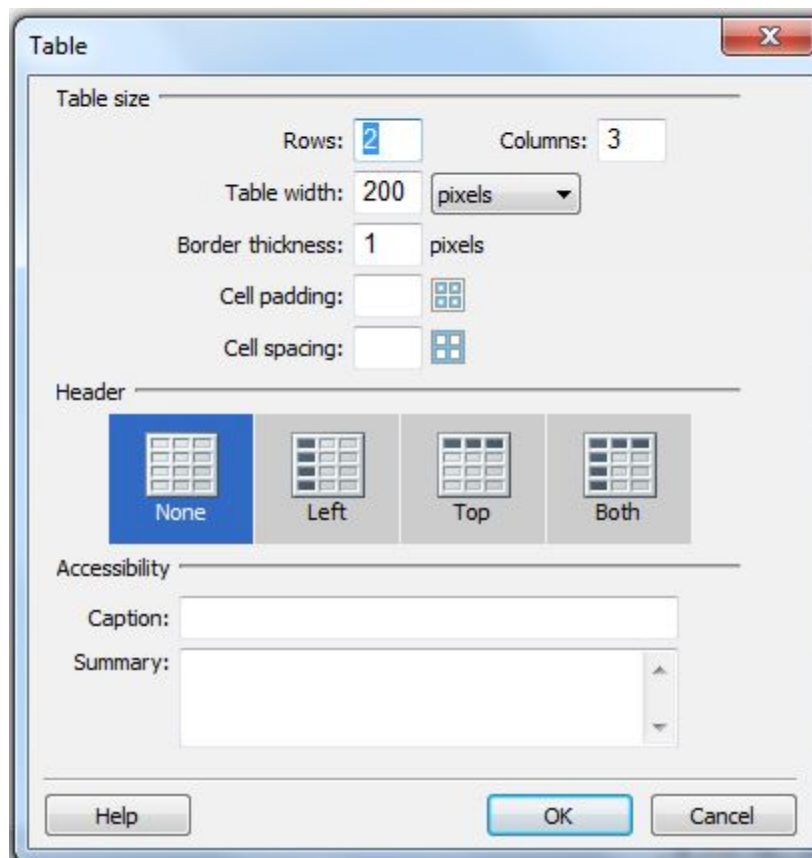 Table
Table size
Rows: 2 Columns: 3
Table width: 200 pixels
Border thickness: 1 pixels
Cell padding:
Cell spacing:
Header
None Left Top Both
Accessibility
Caption:
Summary:
Help OK Cancel